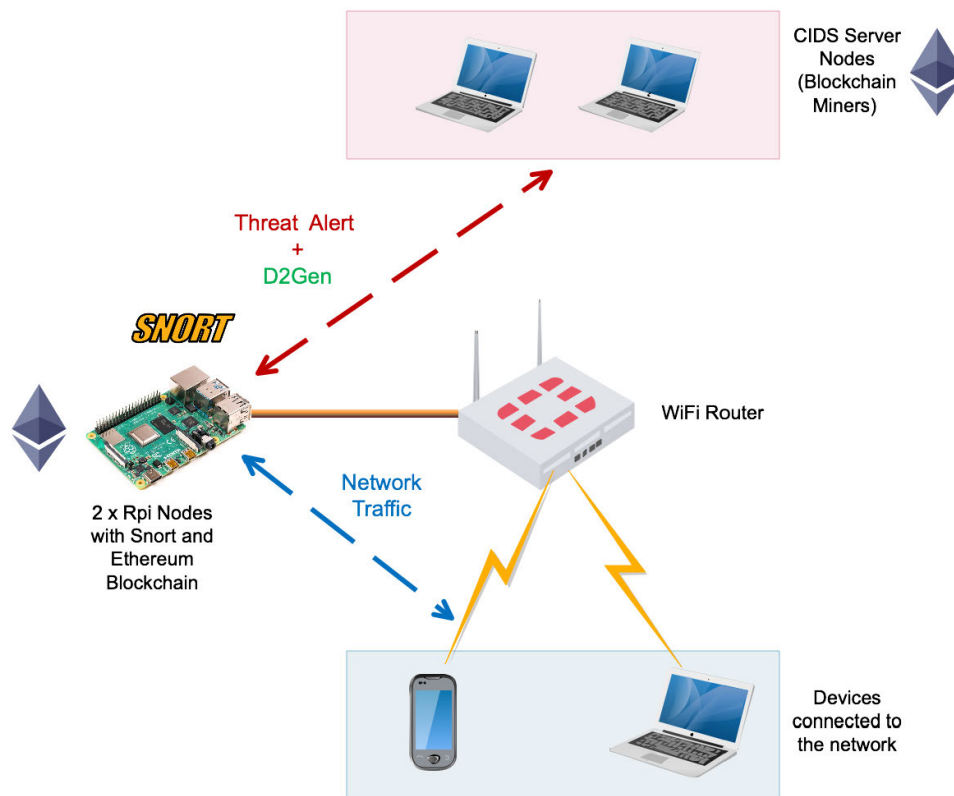 CIDS Server
Nodes
(Blockchain
Miners)
Threat Alert
+
D2Gen
SNORT
WiFi Router
Network
Traffic
2 x Rpi Nodes
with Snort and
Ethereum
Blockchain
Devices
connected to
the network